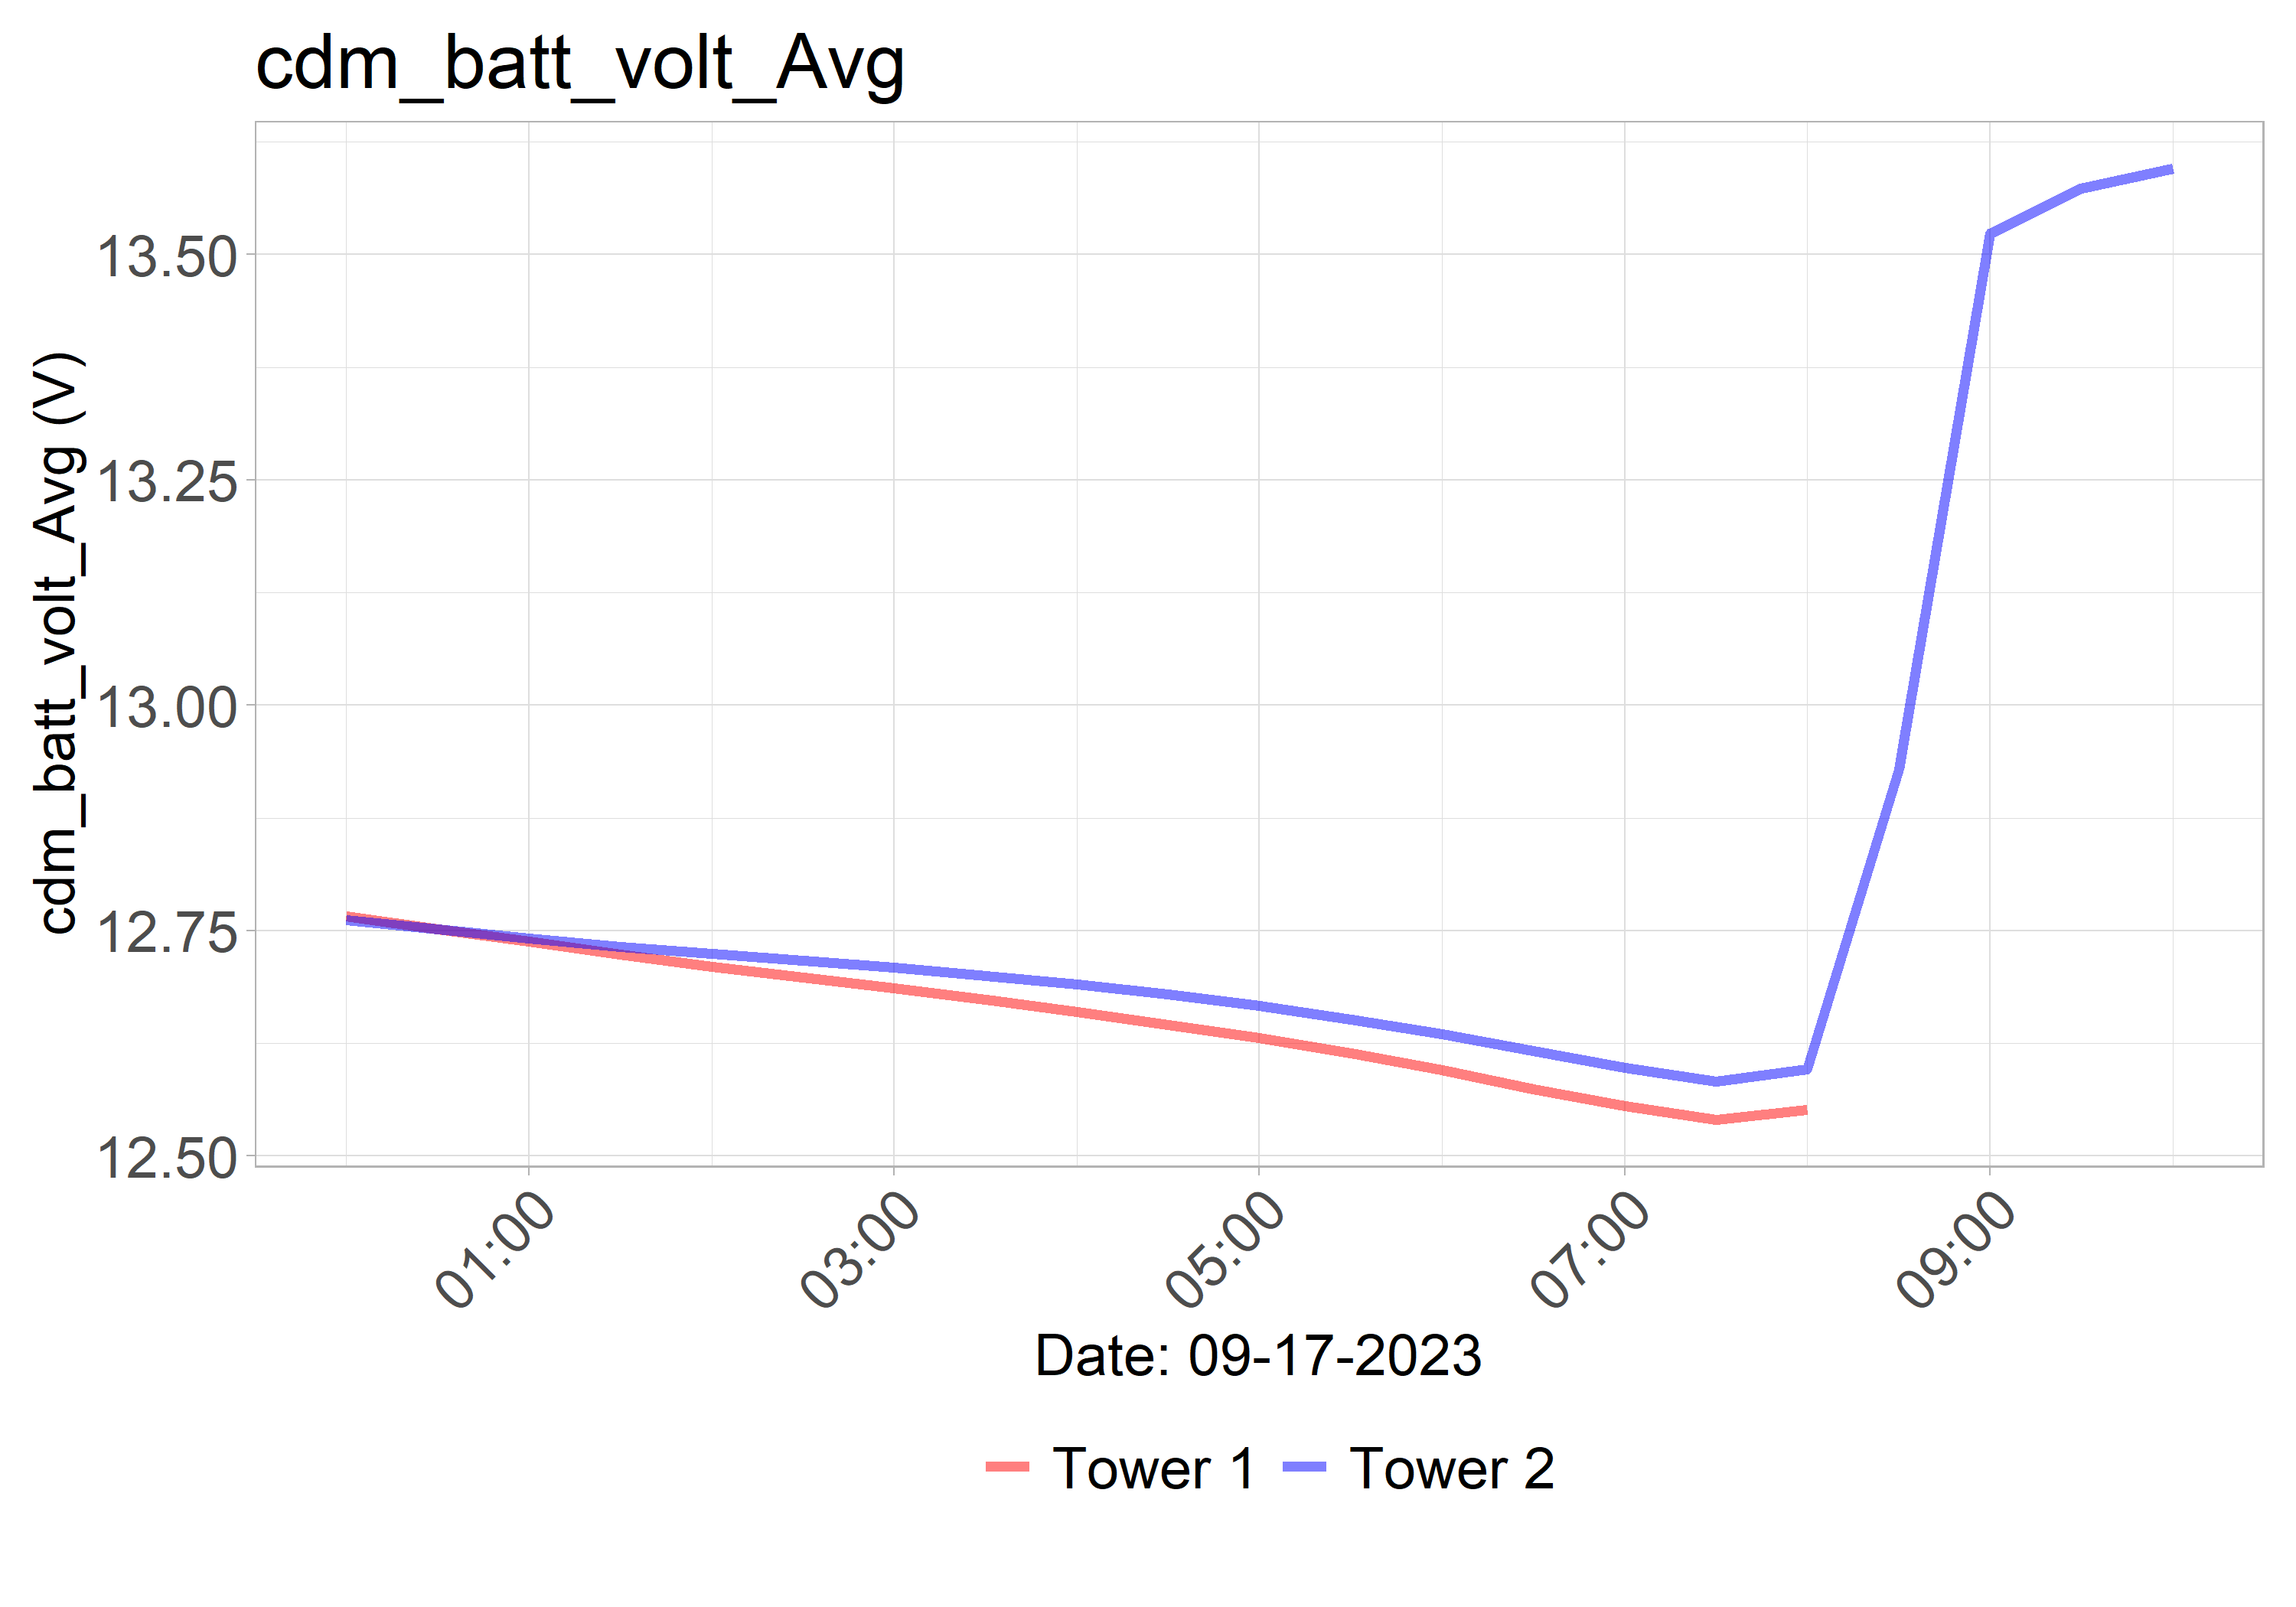 cdm_batt_volt_Avg
cdm_batt_volt_Avg (V)
13.50
13.25
13.00
12.75
12.50
01:00
03:00
05:00
07:00
09:00
Date: 09-17-2023
Tower 1
Tower 2